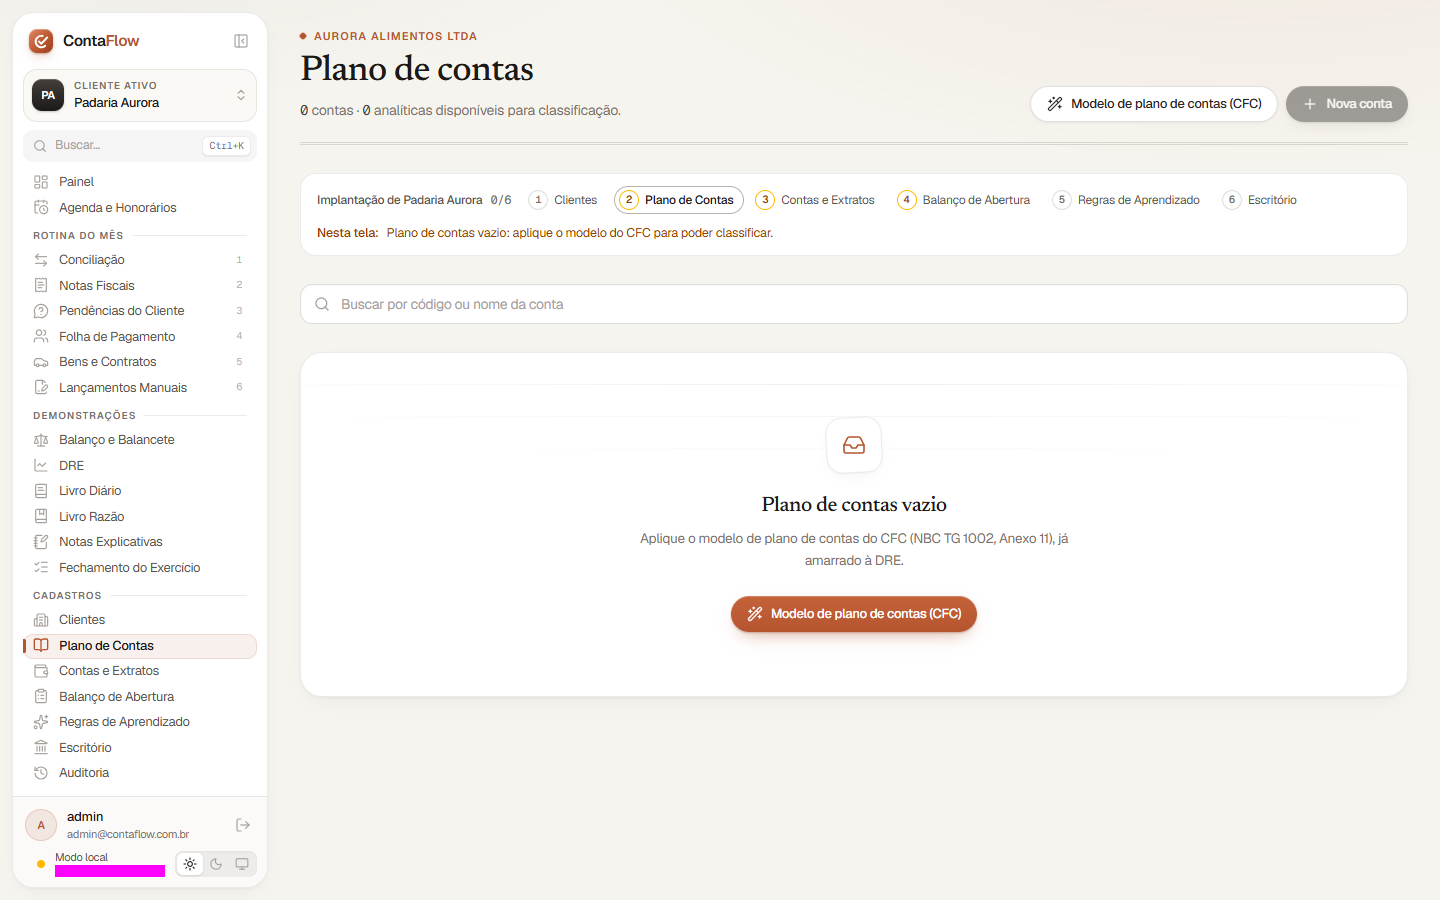 ContaFlow
PA
CLIENTE ATIVO
Padaria Aurora
Buscar...
Ctrl+K
Painel
Agenda e Honorários
ROTINA DO MÊS
Conciliação 1
Notas Fiscais 2
Pendências do Cliente 3
Folha de Pagamento 4
Bens e Contratos 5
Lançamentos Manuais 6
DEMONSTRAÇÕES
Balanço e Balancete
DRE
Livro Diário
Livro Razão
Notas Explicativas
Fechamento do Exercício
CADASTROS
Clientes
Plano de Contas
Contas e Extratos
Balanço de Abertura
Regras de Aprendizado
Escritório
Auditoria
A
admin
admin@contaflow.com.br
Modo local
AURORA ALIMENTOS LTDA
Plano de contas
0 contas · 0 analíticas disponíveis para classificação.
Modelo de plano de contas (CFC)
Nova conta
Implantação de Padaria Aurora 0/6 1 Clientes 2 Plano de Contas 3 Contas e Extratos 4 Balanço de Abertura 5 Regras de Aprendizado 6 Escritório
Nesta tela: Plano de contas vazio: aplique o modelo do CFC para poder classificar.
Buscar por código ou nome da conta
Plano de contas vazio
Aplique o modelo de plano de contas do CFC (NBC TG 1002, Anexo 11), já
amarrado à DRE.
Modelo de plano de contas (CFC)